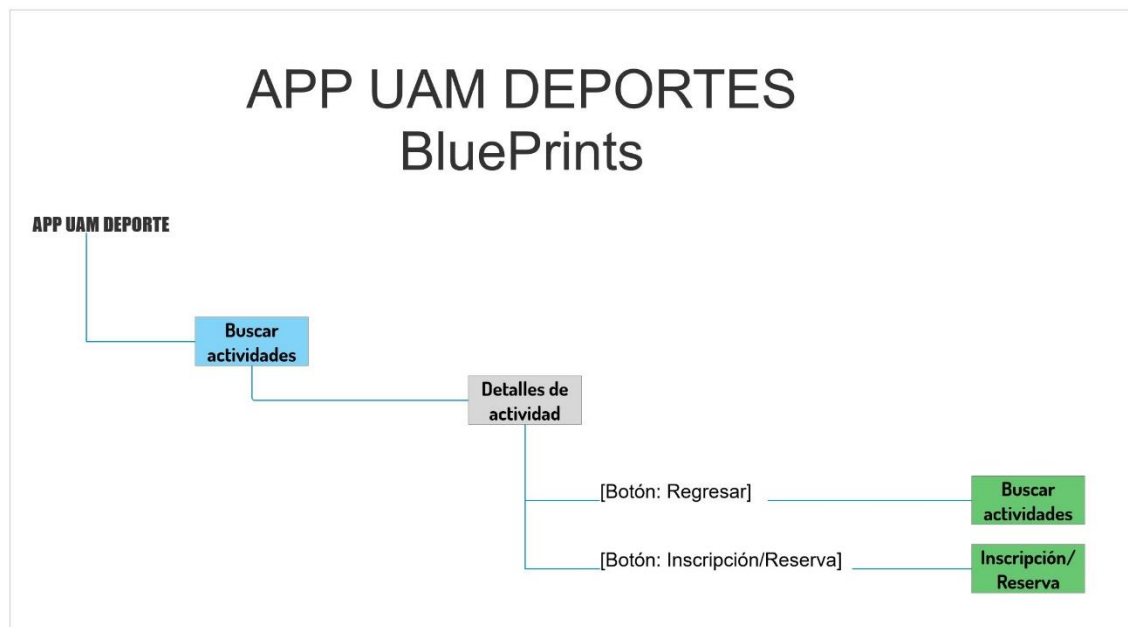 APP UAM DEPORTES
BluePrints
APP UAM DEPORTE
Buscar
actividades
Detalles de
actividad
[Botón: Regresar]
Buscar
actividades
[Botón: Inscripción/Reserva]
Inscripción/
Reserva